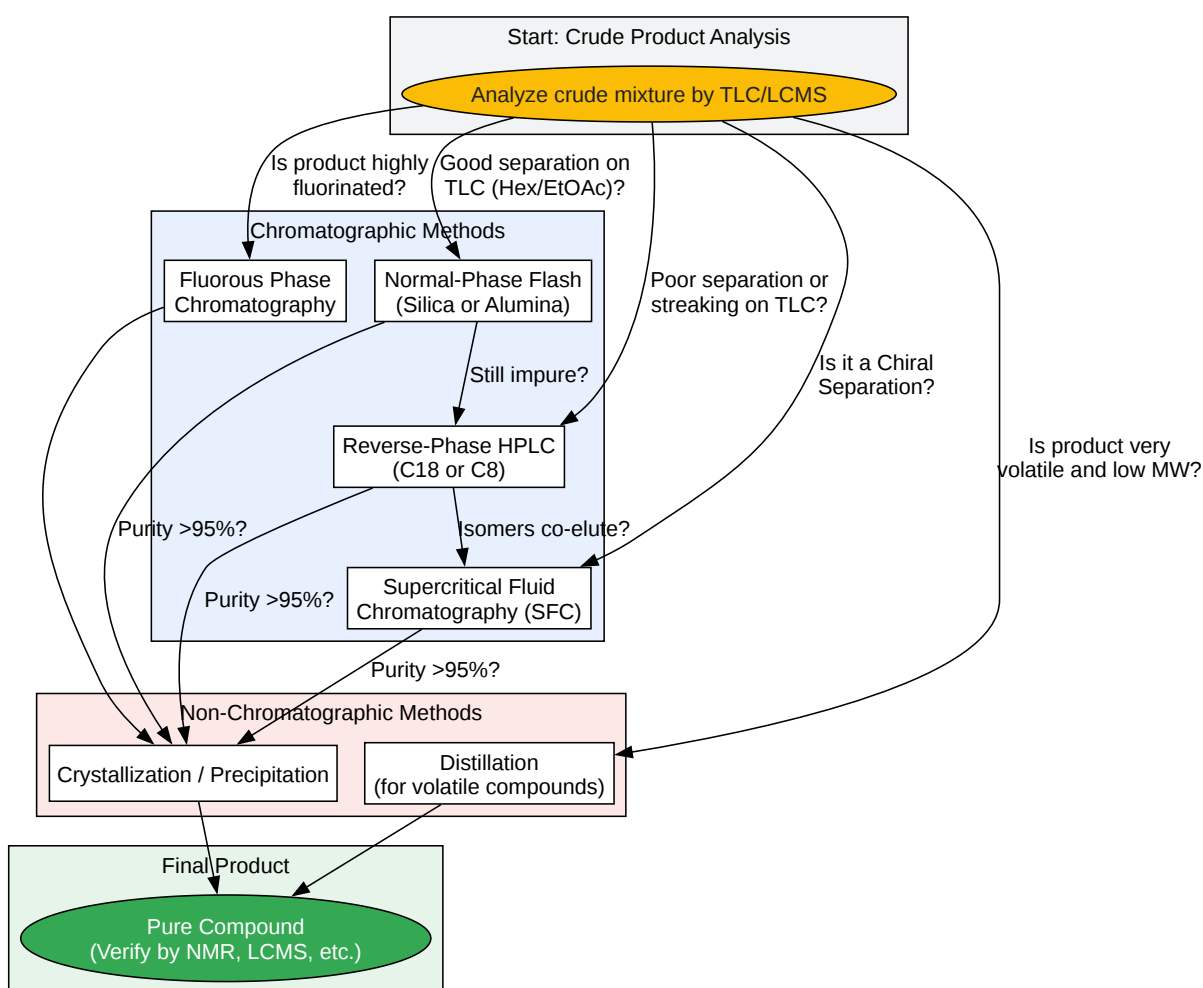 Start: Crude Product Analysis
Analyze crude mixture by TLC/LCMS
Is product highly
fluorinated?
Good separation on
TLC (Hex/EtOAc)?
Chromatographic Methods
Fluorous Phase
Chromatography
Normal-Phase Flash
(Silica or Alumina)
Poor separation or
streaking on TLC?
Still impure?
Is it a Chiral
Separation?
Reverse-Phase HPLC
(C18 or C8)
Is product very
volatile and low MW?
Purity >95%?
Isomers co-elute?
Supercritical Fluid
Chromatography (SFC)
Purity >95%?
Purity >95%?
Non-Chromatographic Methods
Crystallization / Precipitation
Distillation
(for volatile compounds)
Final Product
Pure Compound
(Verify by NMR, LCMS, etc.)